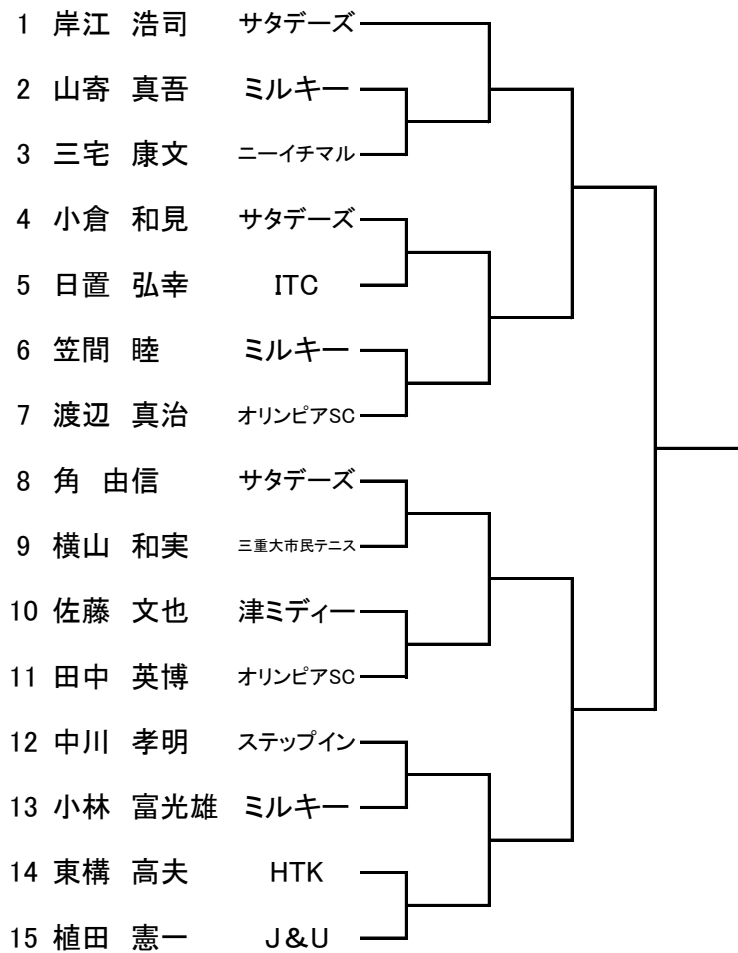 1 岸江 浩司 サタデーズ
2 山寄 真吾 ミルキー
3 三宅 康文 ニーイチマル
4 小倉 和見 サタデーズ
5 日置 弘幸 ITC
6 笠間 睦 ミルキー
7 渡辺 真治 オリンピアSC
8 角 由信 サタデーズ
9 横山 和実 三重大市民テニス
10 佐藤 文也 津ミディー
11 田中 英博 オリンピアSC
12 中川 孝明 ステップイン
13 小林 富光雄 ミルキー
14 東構 高夫 HTK
15 植田 憲一 J&U